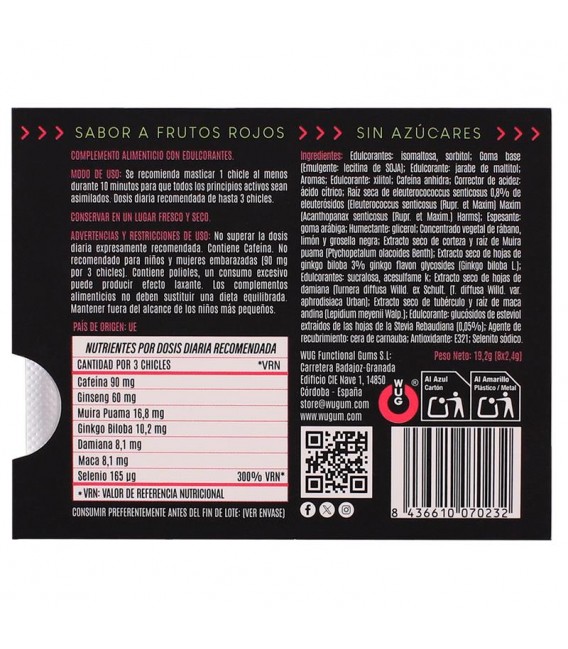 SABOR A FRUTOS ROJOS
SIN AZÚCARES
COMPLEMENTO ALIMENTICIO CON EDULCORANTES.
MODO DE USO: Se recomienda masticar 1 chicle al menos
durante 10 minutos para que todos los principios activos sean
asimilados. Dosis diaria recomendada de hasta 3 chicles.
CONSERVAR EN UN LUGAR FRESCO Y SECO.
ADVERTENCIAS Y RESTRICCIONES DE USO: No superar la dosis
diaria expresamente recomendada. Contiene Cafeína. No
recomendado para niños y mujeres embarazadas (90 mg
por 3 chicles). Contiene polioles, un consumo excesivo
puede producir efecto laxante. Los complementos
alimenticios no deben sustituir una dieta equilibrada.
Mantener fuera del alcance de los niños más pequeños.
PAÍS DE ORIGEN: UE
NUTRIENTES POR DOSIS DIARIA RECOMENDADA
CANTIDAD POR 3 CHICLES *VRN
Cafeína 90 mg
Ginseng 60 mg
Muira Puama 16,8 mg
Ginkgo Biloba 10,2 mg
Damiana 8,1 mg
Maca 8,1 mg
Selenio 165 µg 300% VRN*
*VRN: VALOR DE REFERENCIA NUTRICIONAL
CONSUMIR PREFERENTEMENTE ANTES DEL FIN DE LOTE: (VER ENVASE)
Ingredientes: Edulcorantes: isomaltosa, sorbitol; Goma base
(Emulgente: lecitina de SOJA); Edulcorante: jarabe de maltitol;
Aromas; Edulcorante: xilitol; Cafeína anhidra; Corrector de acidez:
ácido cítrico; Raíz seca de eleuterococcus senticosus 0,8% de
eleuterósidos (Eleuterococcus senticosus (Rupr. et Maxim) Maxim
(Acanthopanax senticosus (Rupr. et Maxim.) Harms); Espesante:
goma arábiga; Humectante: glicerol; Concentrado vegetal de rábano,
limón y grosella negra; Extracto seco de corteza y raíz de Muira
puama (Ptychopetalum olacoides Benth); Extracto seco de hojas de
ginkgo biloba 3% ginkgo flavon glycosides (Ginkgo biloba L.);
Edulcorantes: sucralosa, acesulfamo k; Extracto seco de hojas de
damiana (Turnera diffusa Willd. ex Schult. (T. diffusa Willd. var.
aphrodisiaca Urban); Extracto seco de tubérculo y raíz de maca
andina (Lepidium meyenii Walp.); Edulcorante: glucósidos de esteviol
extraídos de las hojas de la Stevia Rebaudiana (0,05%); Agente de
recubrimiento: cera de carnauba; Antioxidante: E321; Selenito sódico.
WUG Functional Gums S.L:
Carretera Badajoz-Granada
Edificio CIE Nave 1, 14850
Córdoba - España
store@wugum.com
www.wugum.com
Peso Neto: 19,2g (8x2.4g)
WUG
Al Azul
Cartón
Al Amarillo
Plástico / Metal
8 436610 070232